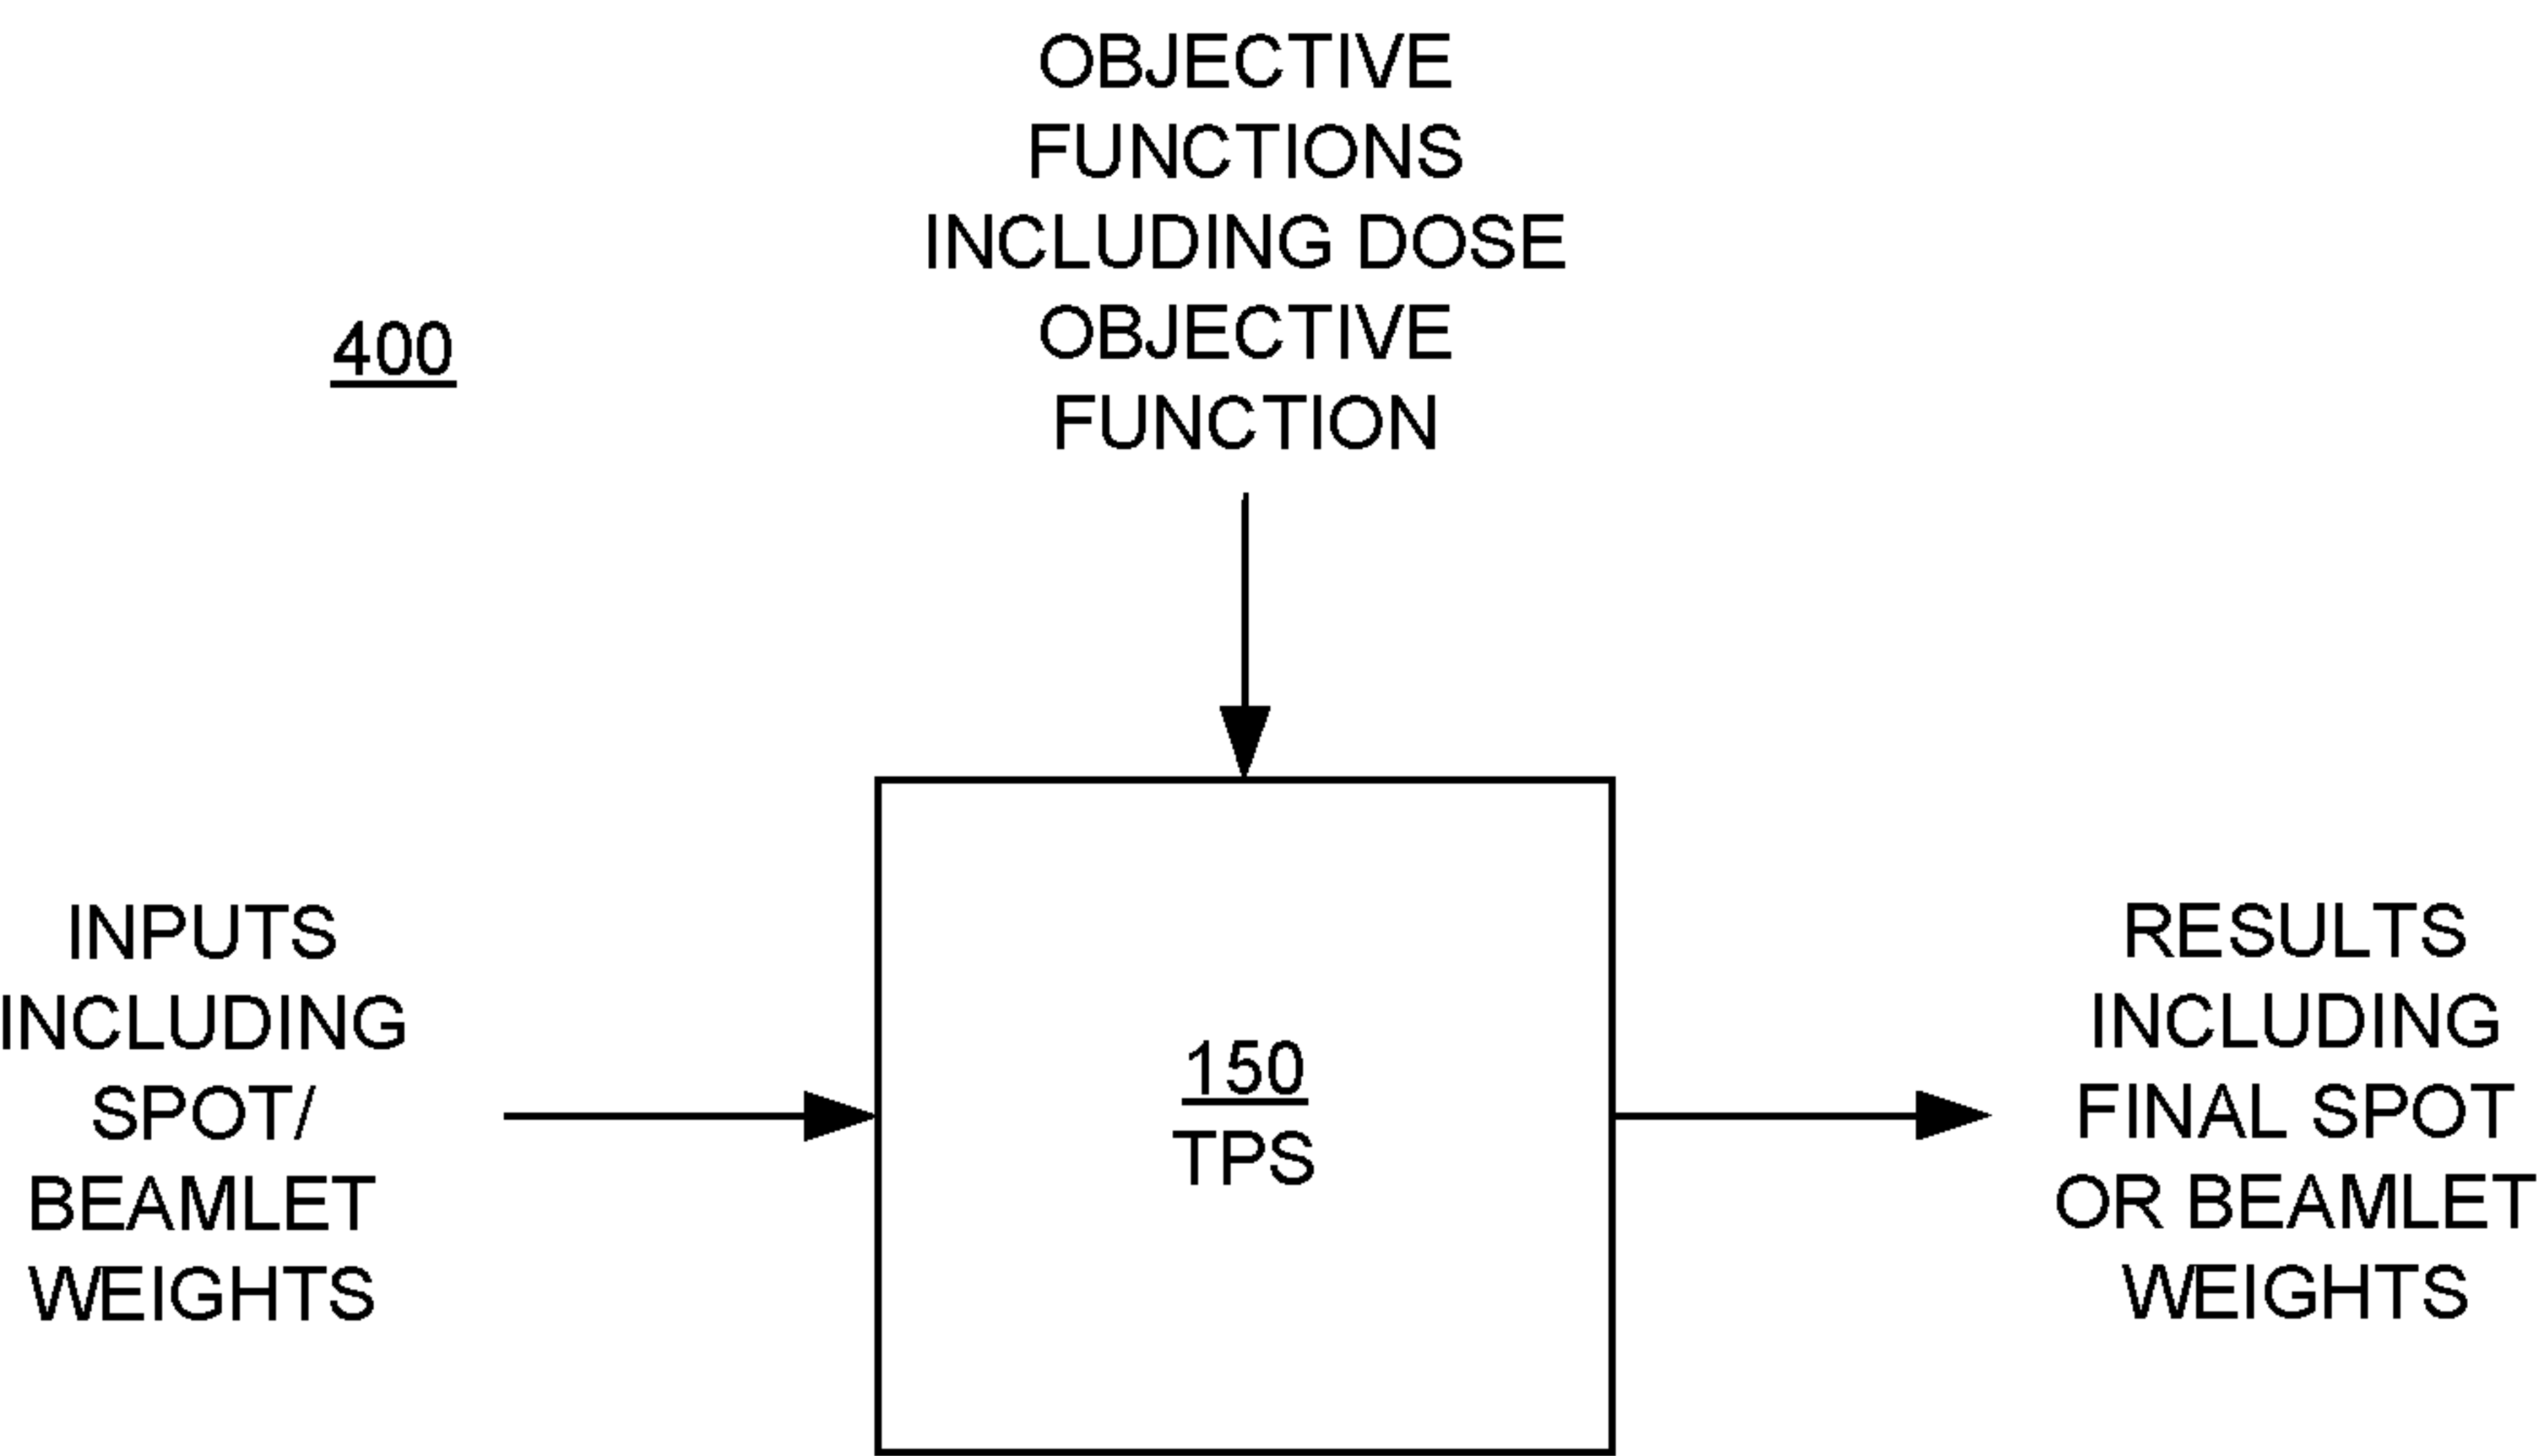 OBJECTIVE
FUNCTIONS
INCLUDING DOSE
OBJECTIVE
FUNCTION
400
INPUTS
INCLUDING
SPOT/
BEAMLET
WEIGHTS
150
TPS
RESULTS
INCLUDING
FINAL SPOT
OR BEAMLET
WEIGHTS